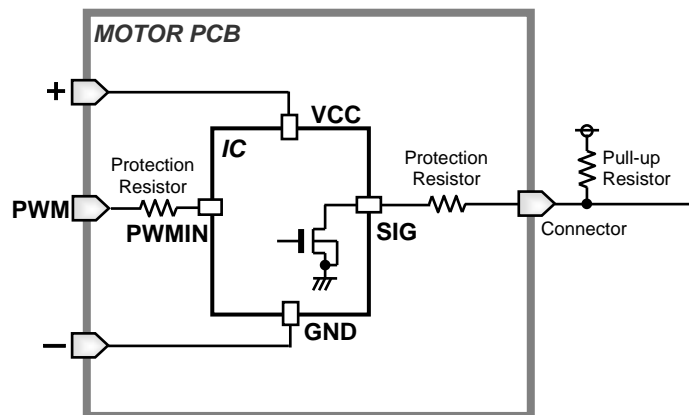 MOTOR PCB
+
VCC
IC
Protection
Resistor
Protection
Resistor
Pull-up
Resistor
PWM
PWMIN
SIG
Connector
GND
−